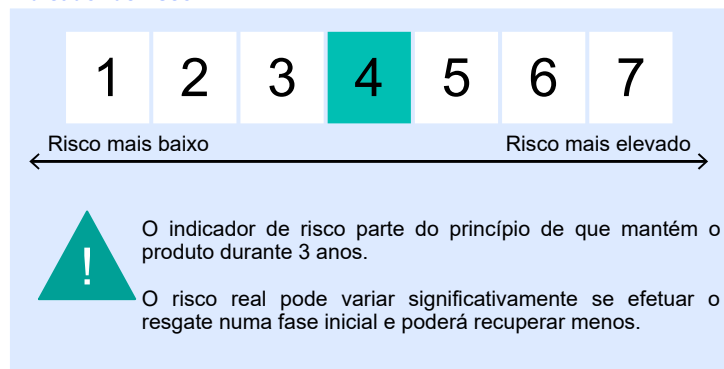 1 2 3 4 5 6 7
Risco mais baixo Risco mais elevado
!
O indicador de risco parte do princípio de que mantém o
produto durante 3 anos.
O risco real pode variar significativamente se efetuar o
resgate numa fase inicial e poderá recuperar menos.